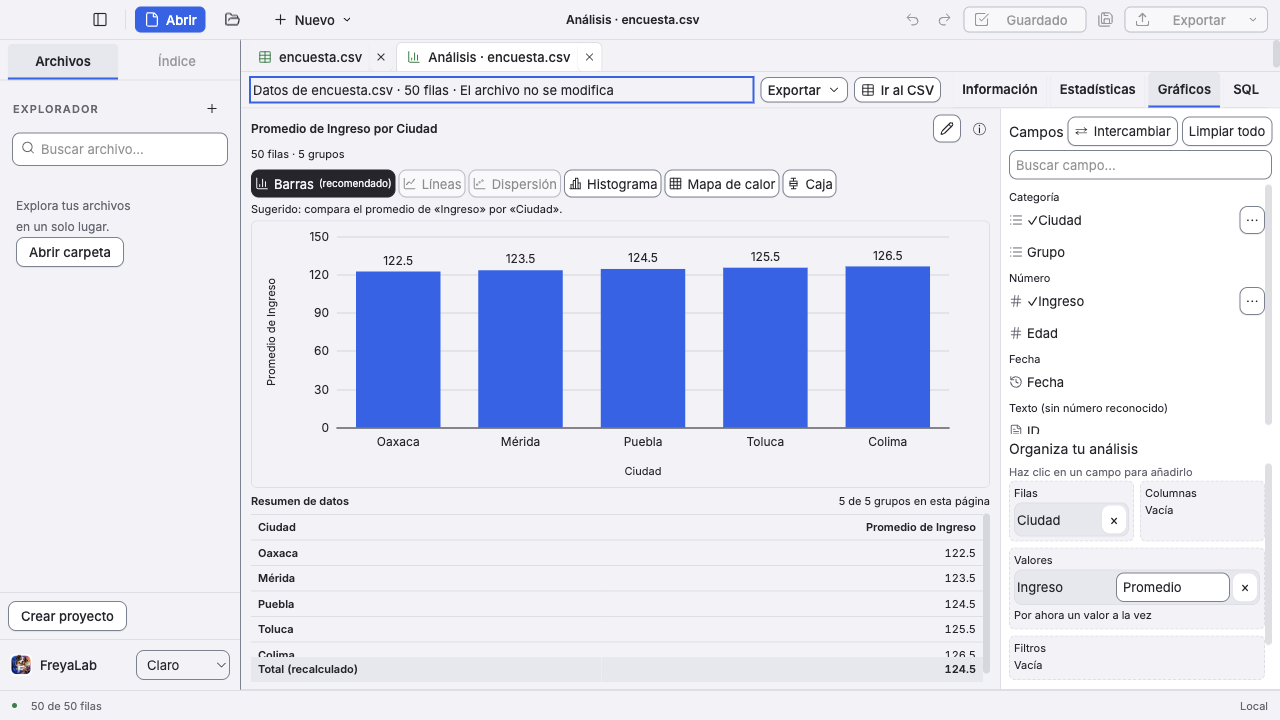 Abrir
Nuevo
Análisis · encuesta.csv
Guardado
Exportar
Archivos
Índice
encuesta.csv
Análisis · encuesta.csv
EXPLORADOR
Buscar archivo...
Explora tus archivos
en un solo lugar.
Abrir carpeta
Crear proyecto
FreyaLab
Claro
Datos de encuesta.csv · 50 filas · El archivo no se modifica
Exportar
Ir al CSV
Información
Estadísticas
Gráficos
SQL
Promedio de Ingreso por Ciudad
50 filas · 5 grupos
Barras (recomendado)
Líneas
Dispersión
Histograma
Mapa de calor
Caja
Sugerido: compara el promedio de «Ingreso» por «Ciudad».
Promedio de Ingreso
150
120
90
60
30
0
122.5
123.5
124.5
125.5
126.5
Oaxaca
Mérida
Puebla
Toluca
Colima
Ciudad
Resumen de datos
5 de 5 grupos en esta página
Ciudad Promedio de Ingreso
Oaxaca 122.5
Mérida 123.5
Puebla 124.5
Toluca 125.5
Colima 126.5
Total (recalculado) 124.5
Campos
Intercambiar
Limpiar todo
Buscar campo...
Categoría
✓Ciudad
Grupo
Número
✓Ingreso
Edad
Fecha
Fecha
Texto (sin número reconocido)
ID
Organiza tu análisis
Haz clic en un campo para añadirlo
Filas
Ciudad ×
Columnas
Vacía
Valores
Ingreso Promedio ×
Por ahora un valor a la vez
Filtros
Vacía
50 de 50 filas
Local